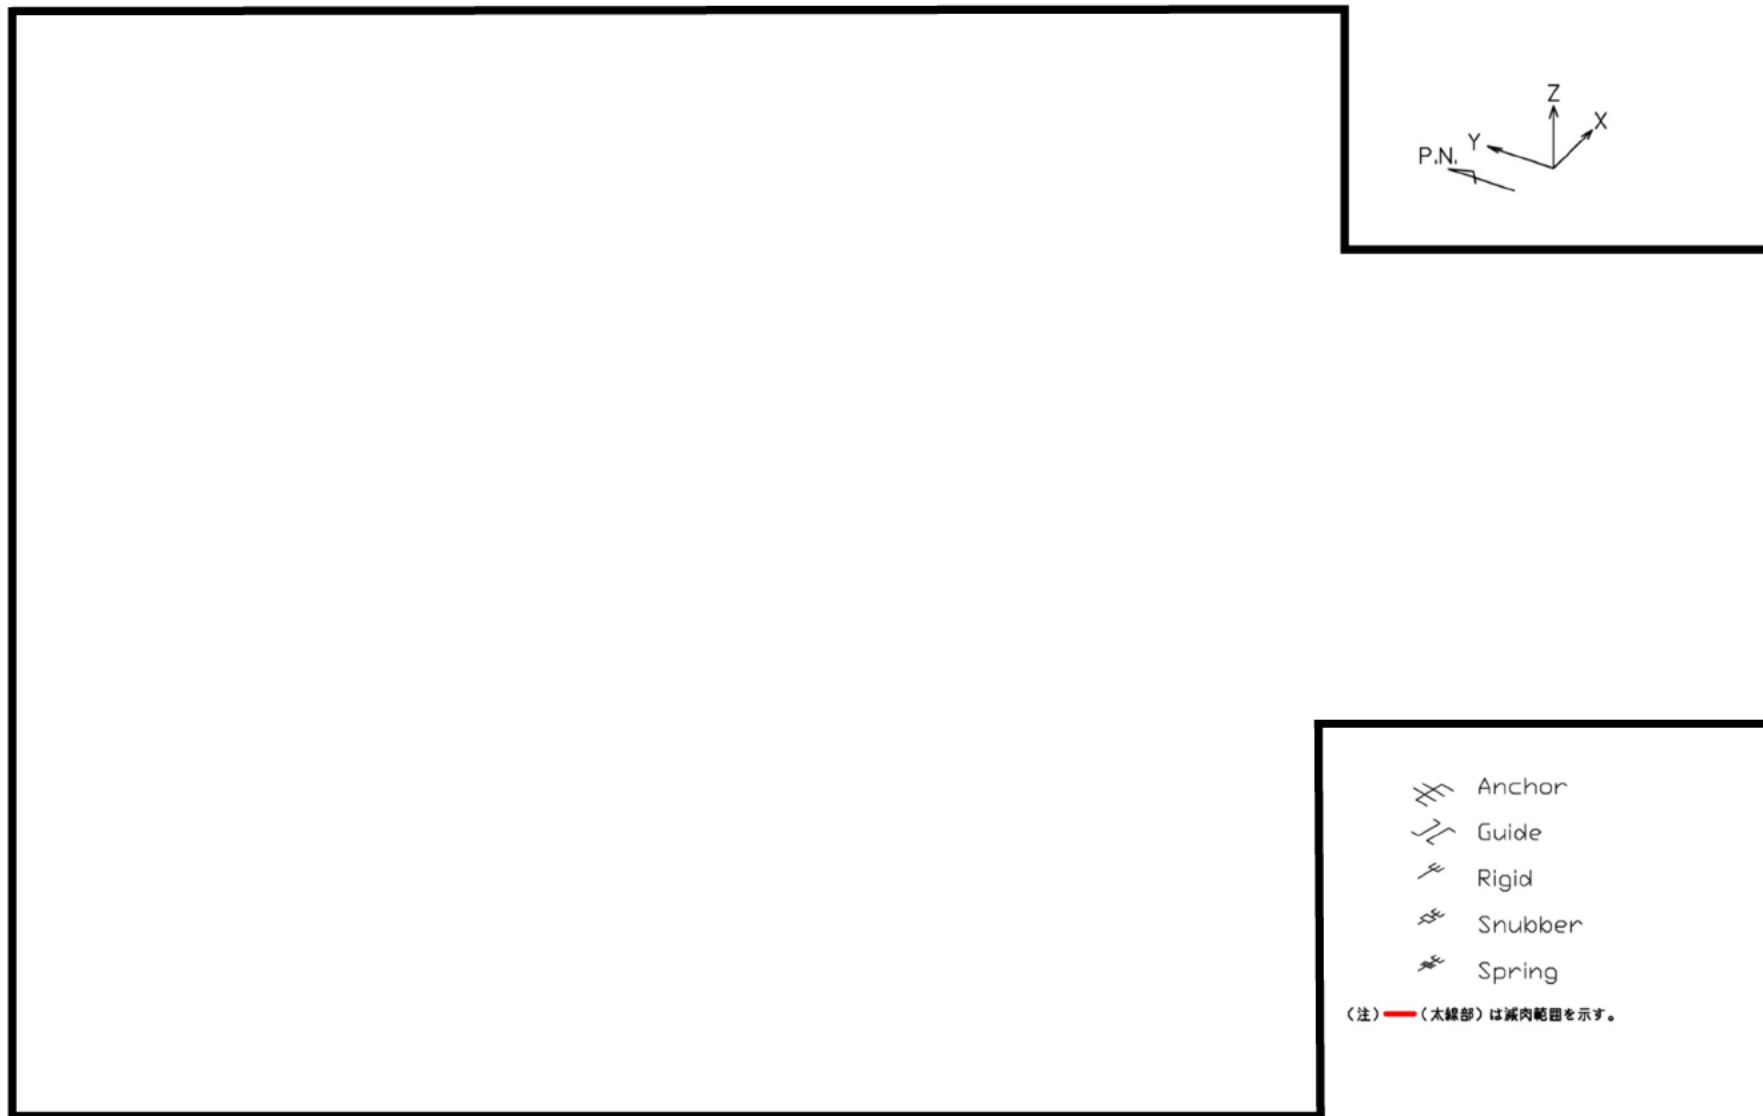 Z
X
Y
P.N.
Anchor
Guide
Rigid
Snubber
Spring
（注）（太線部）は減肉範囲を示す。